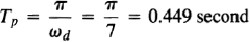 T_p = π/ω_d = π/7 = 0.449 second